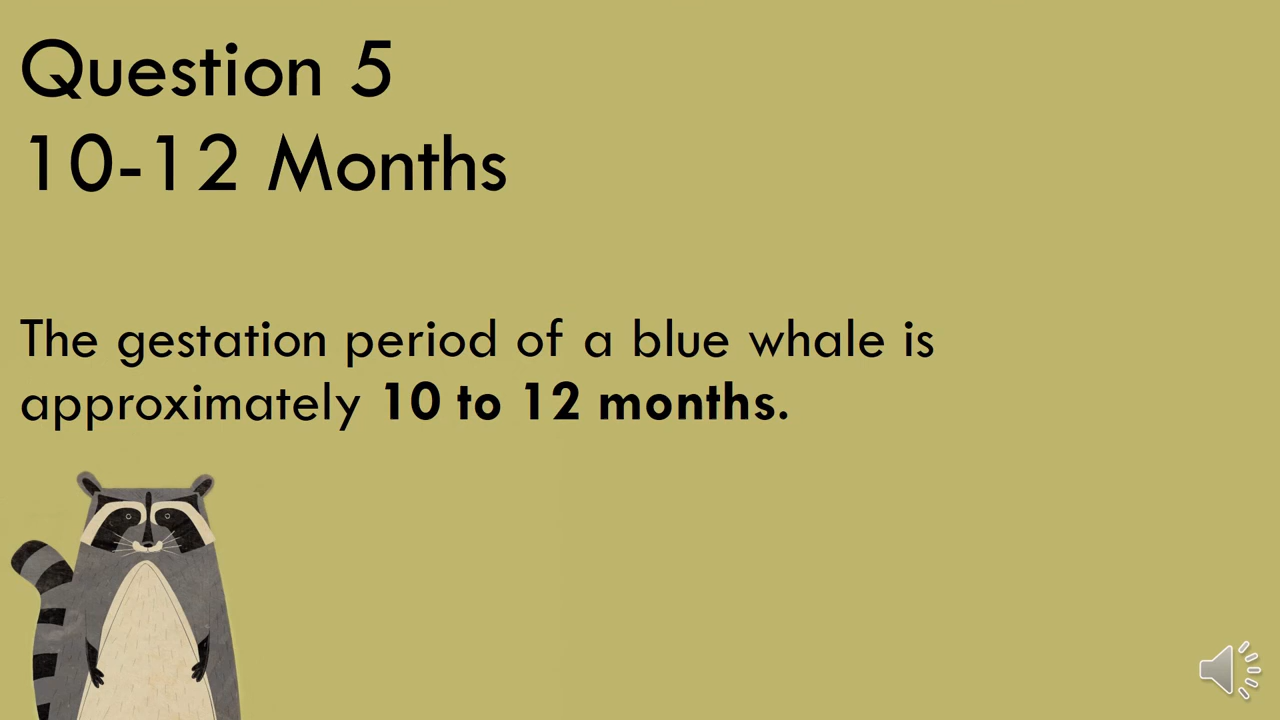 Question 5
10-12 Months
The gestation period of a blue whale is
approximately 10 to 12 months.